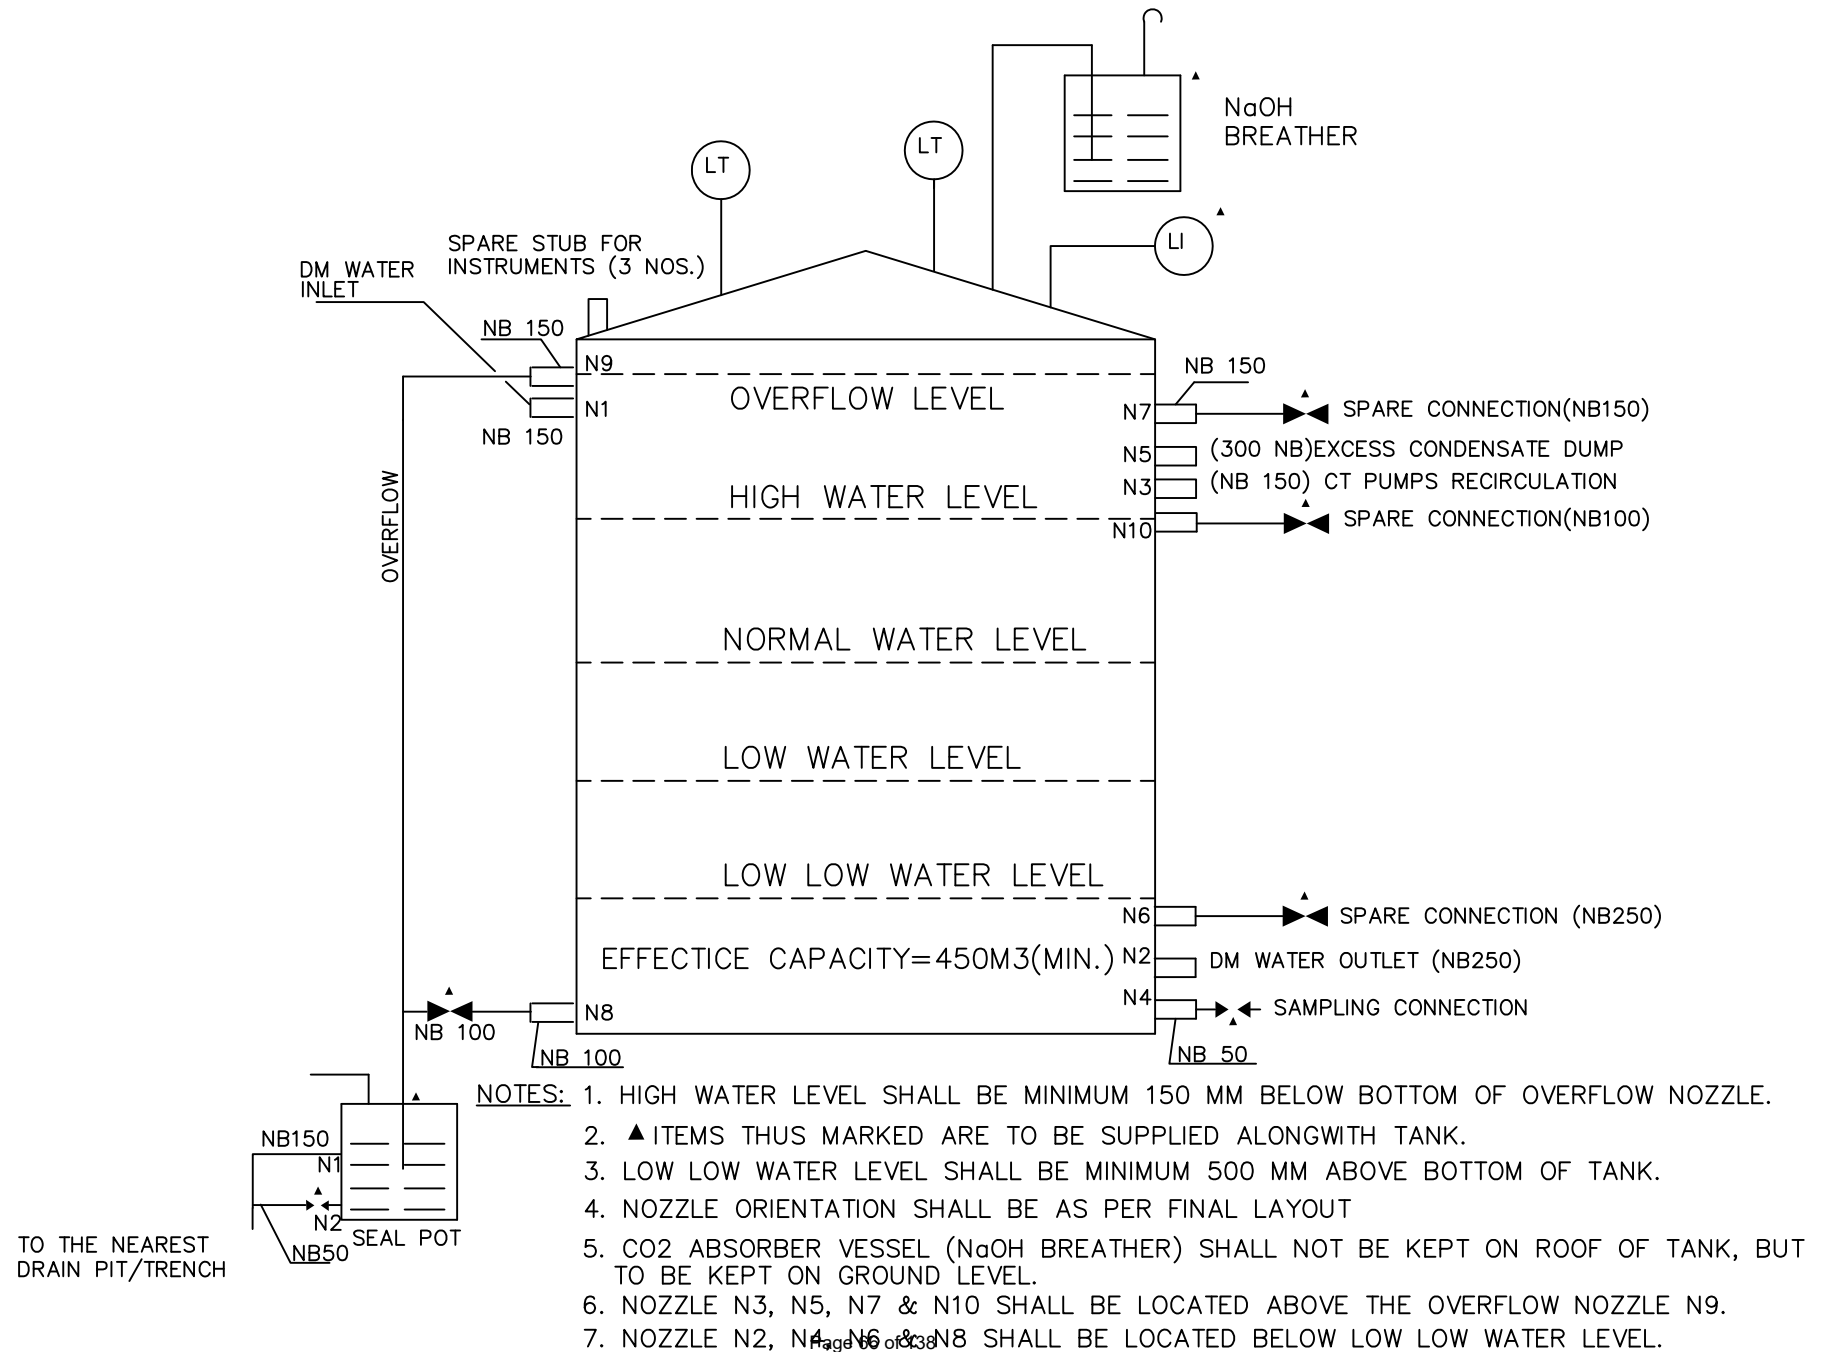 NaOH
BREATHER
LT
LT
LI
SPARE STUB FOR
INSTRUMENTS (3 NOS.)
DM WATER
INLET
NB 150
N9
N1
NB 150
OVERFLOW LEVEL
NB 150
N7
SPARE CONNECTION(NB150)
N5
(300 NB)EXCESS CONDENSATE DUMP
N3
(NB 150) CT PUMPS RECIRCULATION
HIGH WATER LEVEL
N10
SPARE CONNECTION(NB100)
OVERFLOW
NORMAL WATER LEVEL
LOW WATER LEVEL
LOW LOW WATER LEVEL
N6
SPARE CONNECTION (NB250)
EFFECTICE CAPACITY=450M3(MIN.)
N2
DM WATER OUTLET (NB250)
N4
SAMPLING CONNECTION
NB 50
N8
NB 100
NB 100
NB150
N1
N2
NB50
SEAL POT
TO THE NEAREST
DRAIN PIT/TRENCH
NOTES: 1. HIGH WATER LEVEL SHALL BE MINIMUM 150 MM BELOW BOTTOM OF OVERFLOW NOZZLE.
2. ▲ITEMS THUS MARKED ARE TO BE SUPPLIED ALONGWITH TANK.
3. LOW LOW WATER LEVEL SHALL BE MINIMUM 500 MM ABOVE BOTTOM OF TANK.
4. NOZZLE ORIENTATION SHALL BE AS PER FINAL LAYOUT
5. CO2 ABSORBER VESSEL (NaOH BREATHER) SHALL NOT BE KEPT ON ROOF OF TANK, BUT
TO BE KEPT ON GROUND LEVEL.
6. NOZZLE N3, N5, N7 & N10 SHALL BE LOCATED ABOVE THE OVERFLOW NOZZLE N9.
7. NOZZLE N2, N4, N6 & N8 SHALL BE LOCATED BELOW LOW LOW WATER LEVEL.
Page 66 of 138